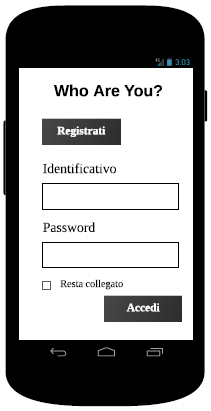 3:03
Who Are You?
Registrati
Identificativo
Password
Resta collegato
Accedi